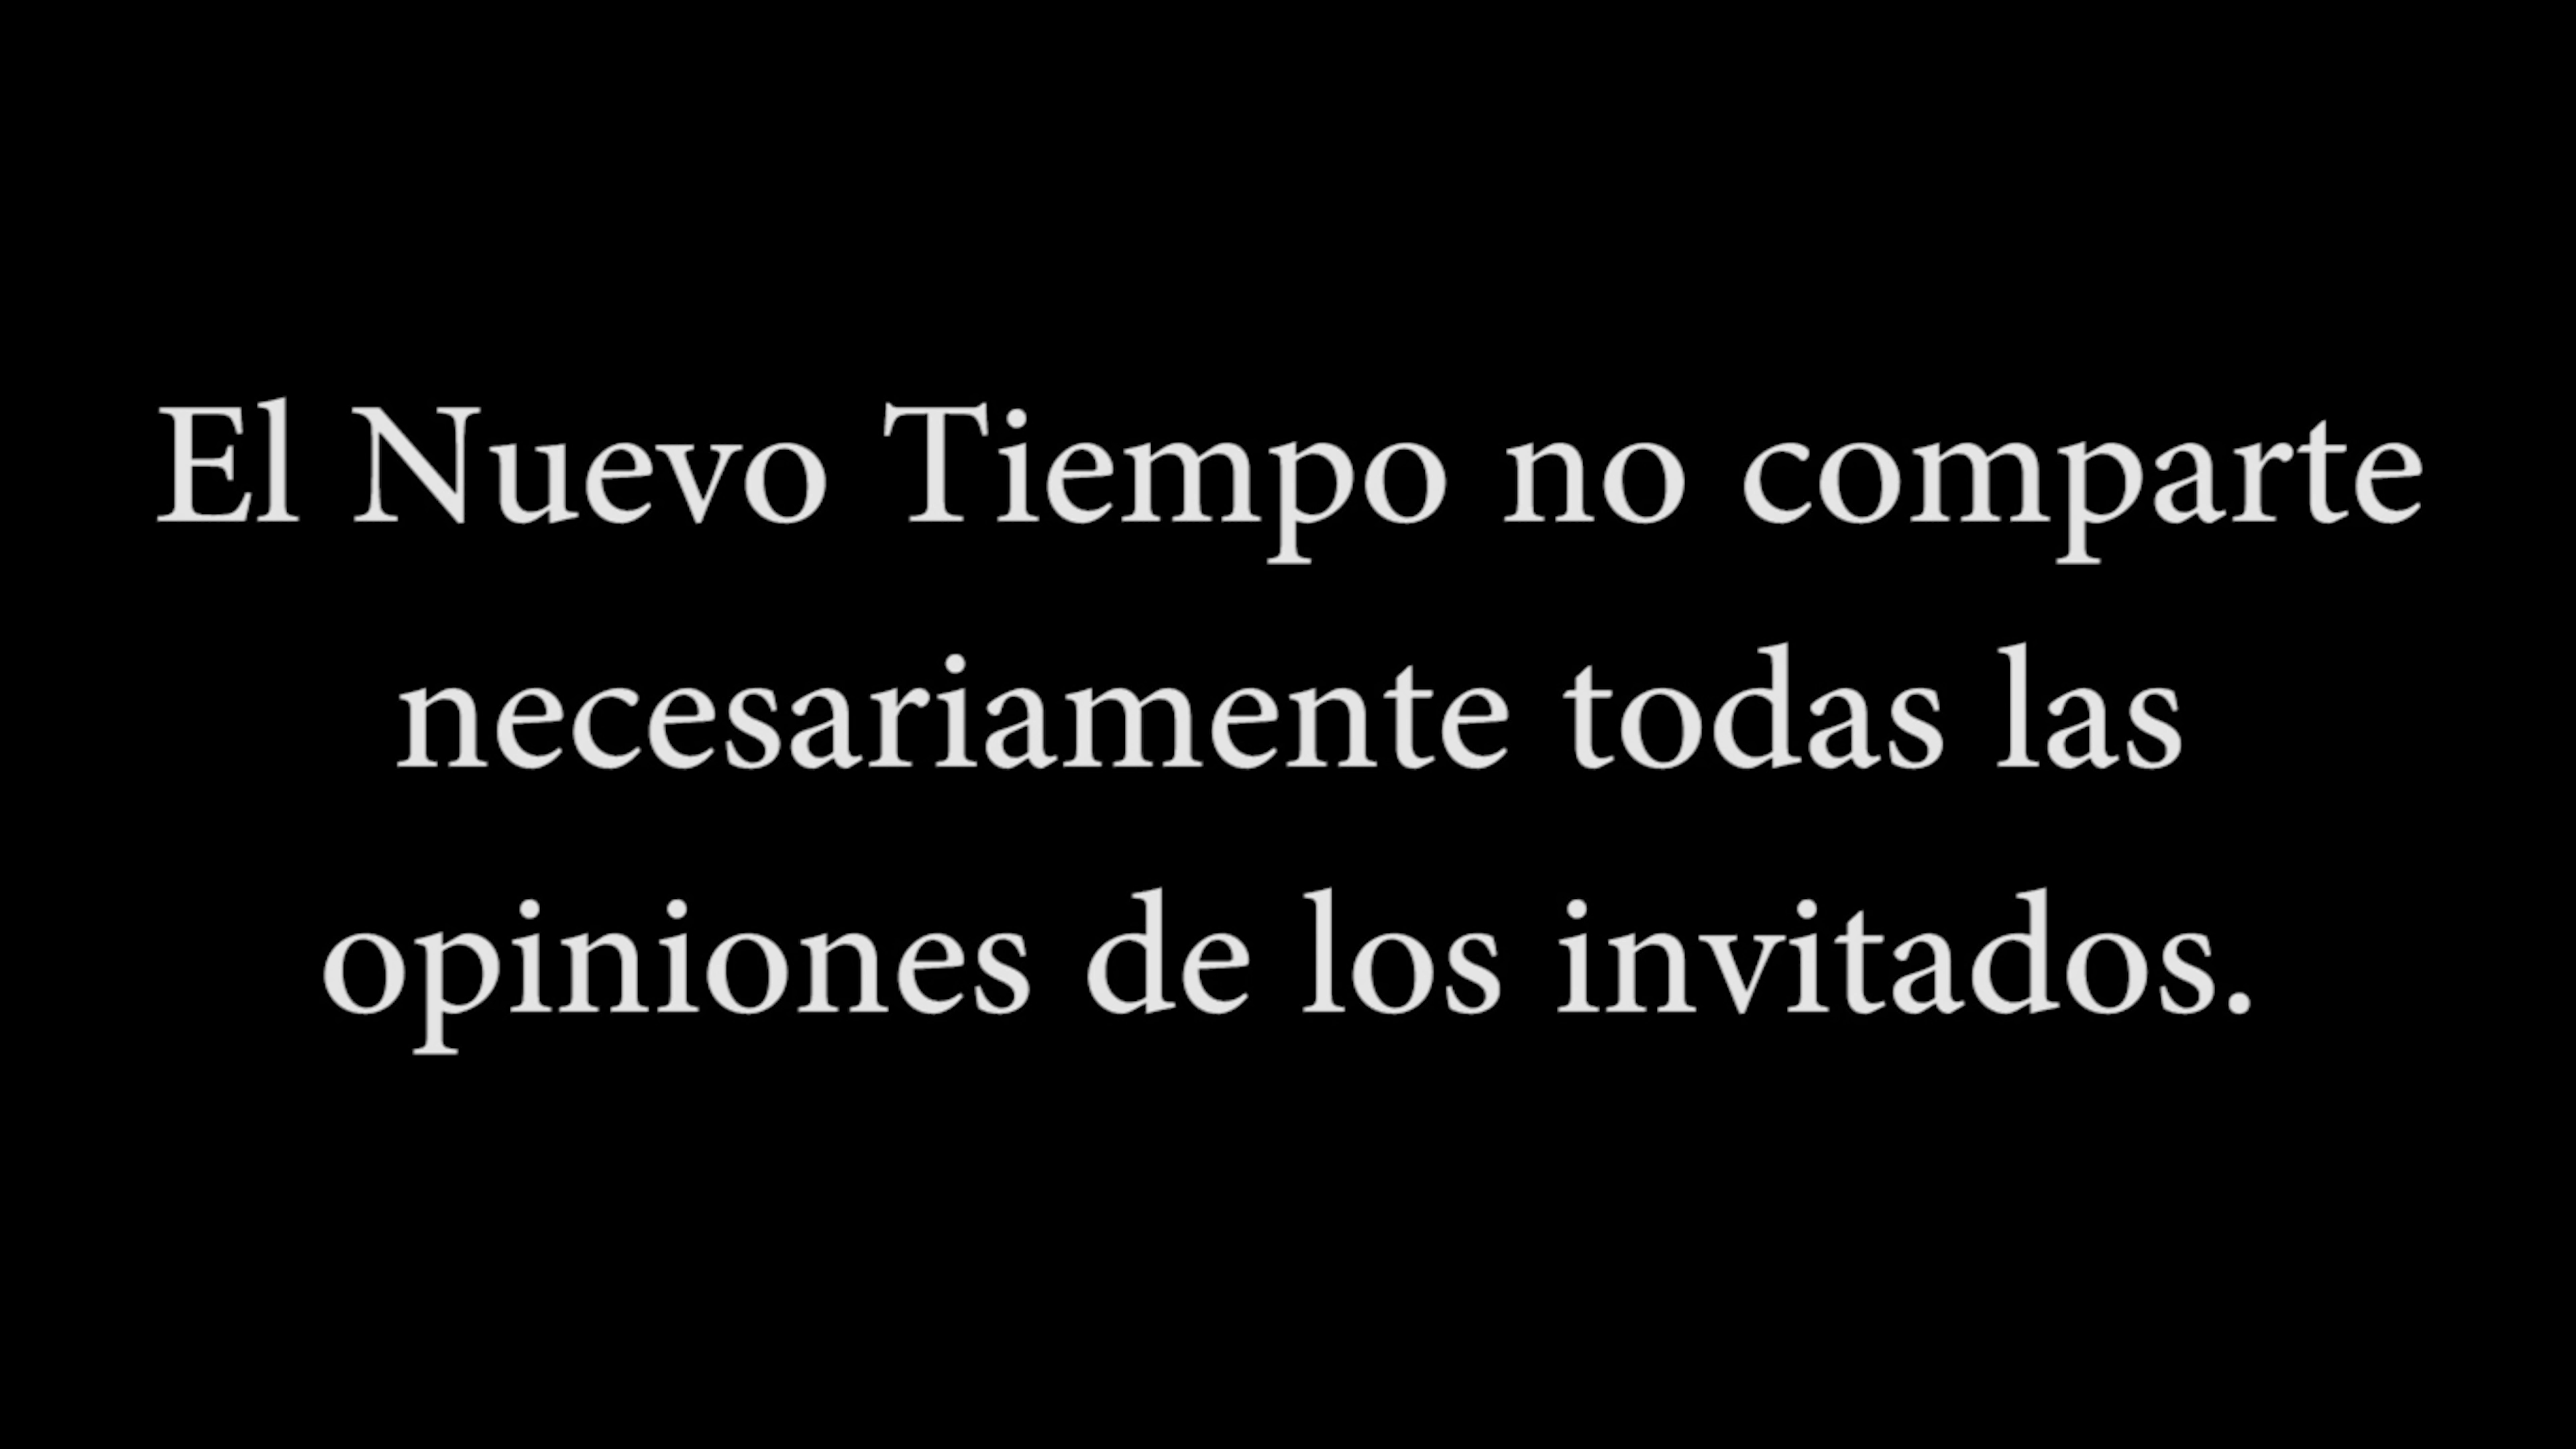 El Nuevo Tiempo no comparte
necesariamente todas las
opiniones de los invitados.